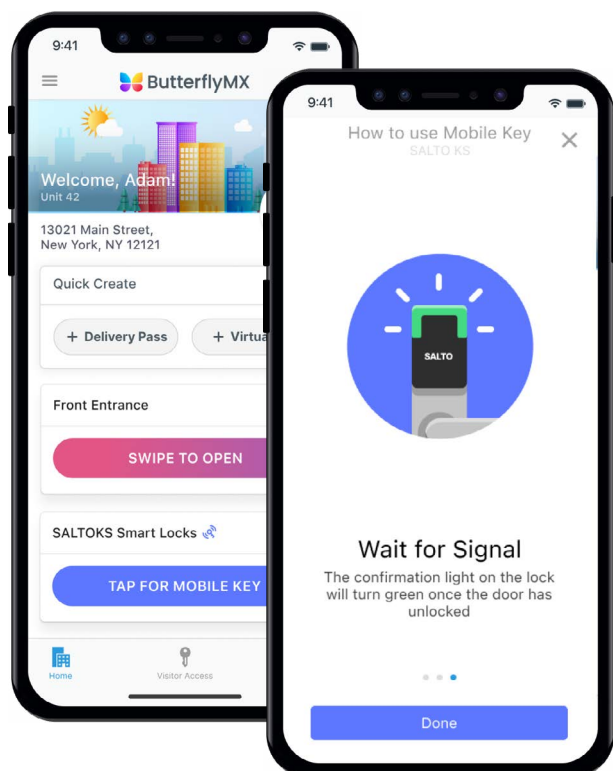 9:41
ButterflyMX
Welcome, Adam!
Unit 42
13021 Main Street,
New York, NY 12121
Quick Create
+ Delivery Pass
+ Virtua
Front Entrance
SWIPE TO OPEN
SALTOKS Smart Locks
TAP FOR MOBILE KEY
Home
Visitor Access
9:41
How to use Mobile Key
SALTO KS
SALTO
Wait for Signal
The confirmation light on the lock
will turn green once the door has
unlocked
Done